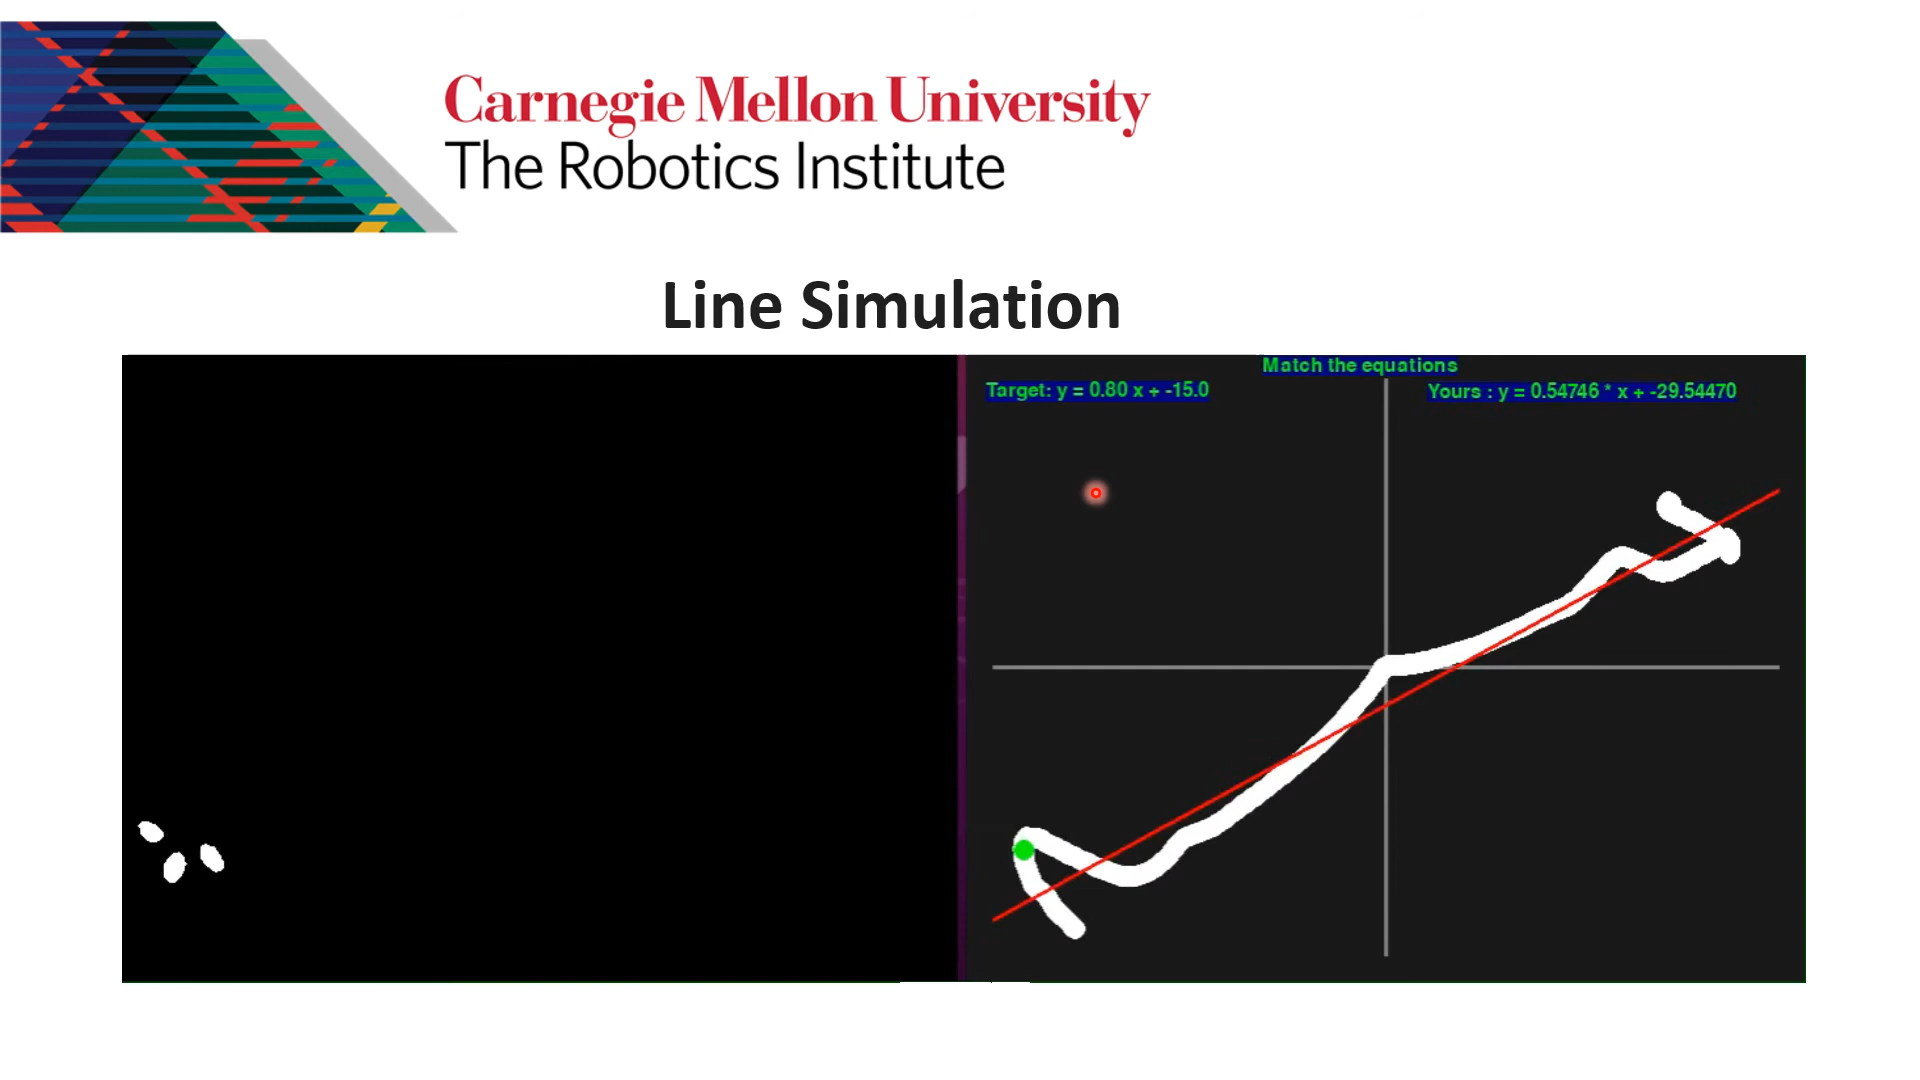 Carnegie Mellon University
The Robotics Institute
Line Simulation
Match the equations
Target: y = 0.80 x + -15.0
Yours : y = 0.54746 * x + -29.54470